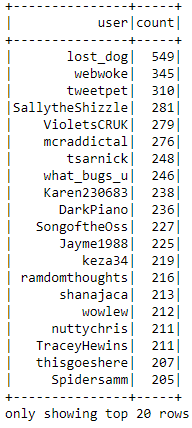 +---------------+-----+
|           user|count|
+---------------+-----+
|       lost_dog|  549|
|        webwoke|  345|
|       tweetpet|  310|
|SallytheShizzle|  281|
|    VioletsCRUK|  279|
|    mcraddictal|  276|
|       tsarnick|  248|
|    what_bugs_u|  246|
|    Karen230683|  238|
|      DarkPiano|  236|
|   SongoftheOss|  227|
|      Jayme1988|  225|
|         keza34|  219|
| ramdomthoughts|  216|
|      shanajaca|  213|
|         wowlew|  212|
|     nuttychris|  211|
|   TraceyHewins|  211|
|   thisgoeshere|  207|
|     Spidersamm|  205|
+---------------+-----+
only showing top 20 rows